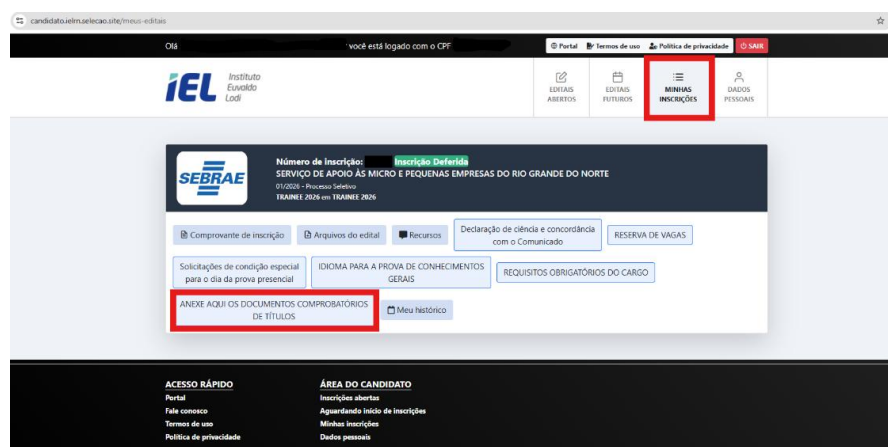 candidato.ielrn.selecao.site/meus-editais
Olá você está logado com o CPF
Portal Termos de uso Política de privacidade SAIR
iEL Instituto
Euvaldo
Lodi
EDITAIS
ABERTOS
EDITAIS
FUTUROS
MINHAS
INSCRIÇÕES
DADOS
PESSOAIS
SEBRAE
Número de inscrição: Inscrição Deferida
SERVIÇO DE APOIO ÀS MICRO E PEQUENAS EMPRESAS DO RIO GRANDE DO NORTE
01/2026 - Processo Seletivo
TRAINEE 2026 em TRAINEE 2026
Comprovante de inscrição
Arquivos do edital
Recursos
Declaração de ciência e concordância
com o Comunicado
RESERVA DE VAGAS
Solicitações de condição especial
para o dia da prova presencial
IDIOMA PARA A PROVA DE CONHECIMENTOS
GERAIS
REQUISITOS OBRIGATÓRIOS DO CARGO
ANEXE AQUI OS DOCUMENTOS COMPROBATÓRIOS
DE TÍTULOS
Meu histórico
ACESSO RÁPIDO
Portal
Fale conosco
Termos de uso
Política de privacidade
ÁREA DO CANDIDATO
Inscrições abertas
Aguardando início de inscrições
Minhas inscrições
Dados pessoais